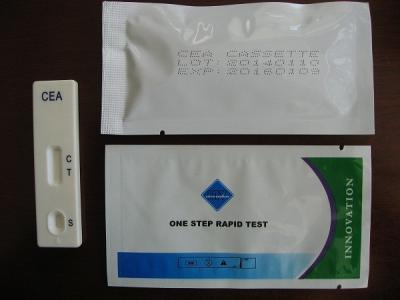 CEA CASSETTE
LOT: 20140110
EXP: 20160109
CEA
C
T
S
ONE STEP RAPID TEST
INNOVATION